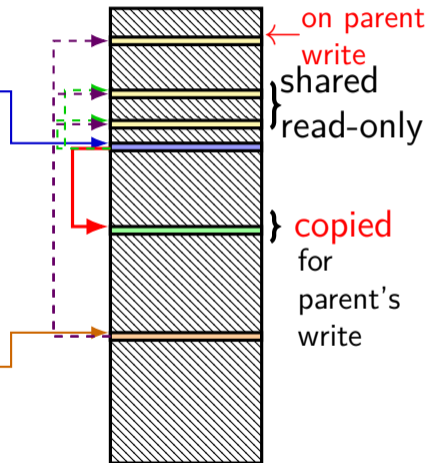 on parent
write
shared
read-only
copied
for
parent's
write